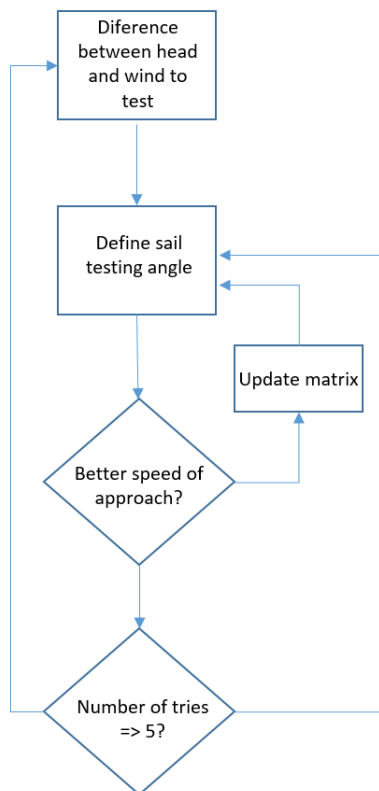 Diference
between head
and wind to
test
Define sail
testing angle
Update matrix
Better speed of
approach?
Number of tries
=> 5?